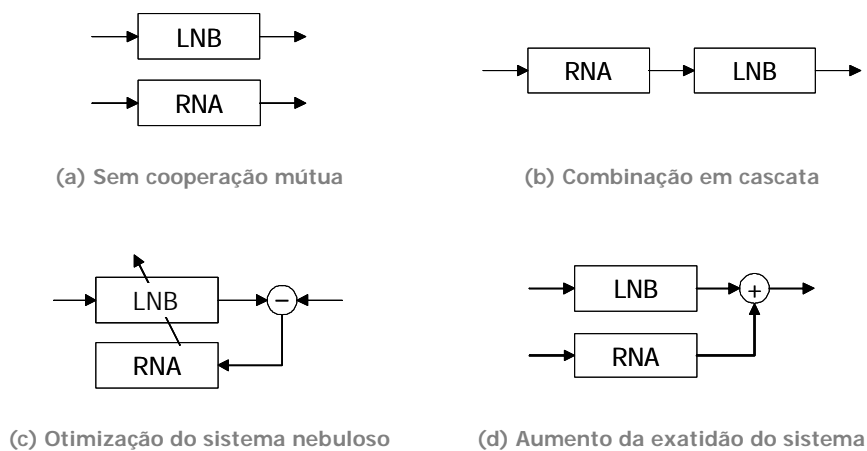 LNB
RNA
(a) Sem cooperação mútua
RNA LNB
(b) Combinação em cascata
LNB
−
RNA
(c) Otimização do sistema nebuloso
LNB
+
RNA
(d) Aumento da exatidão do sistema